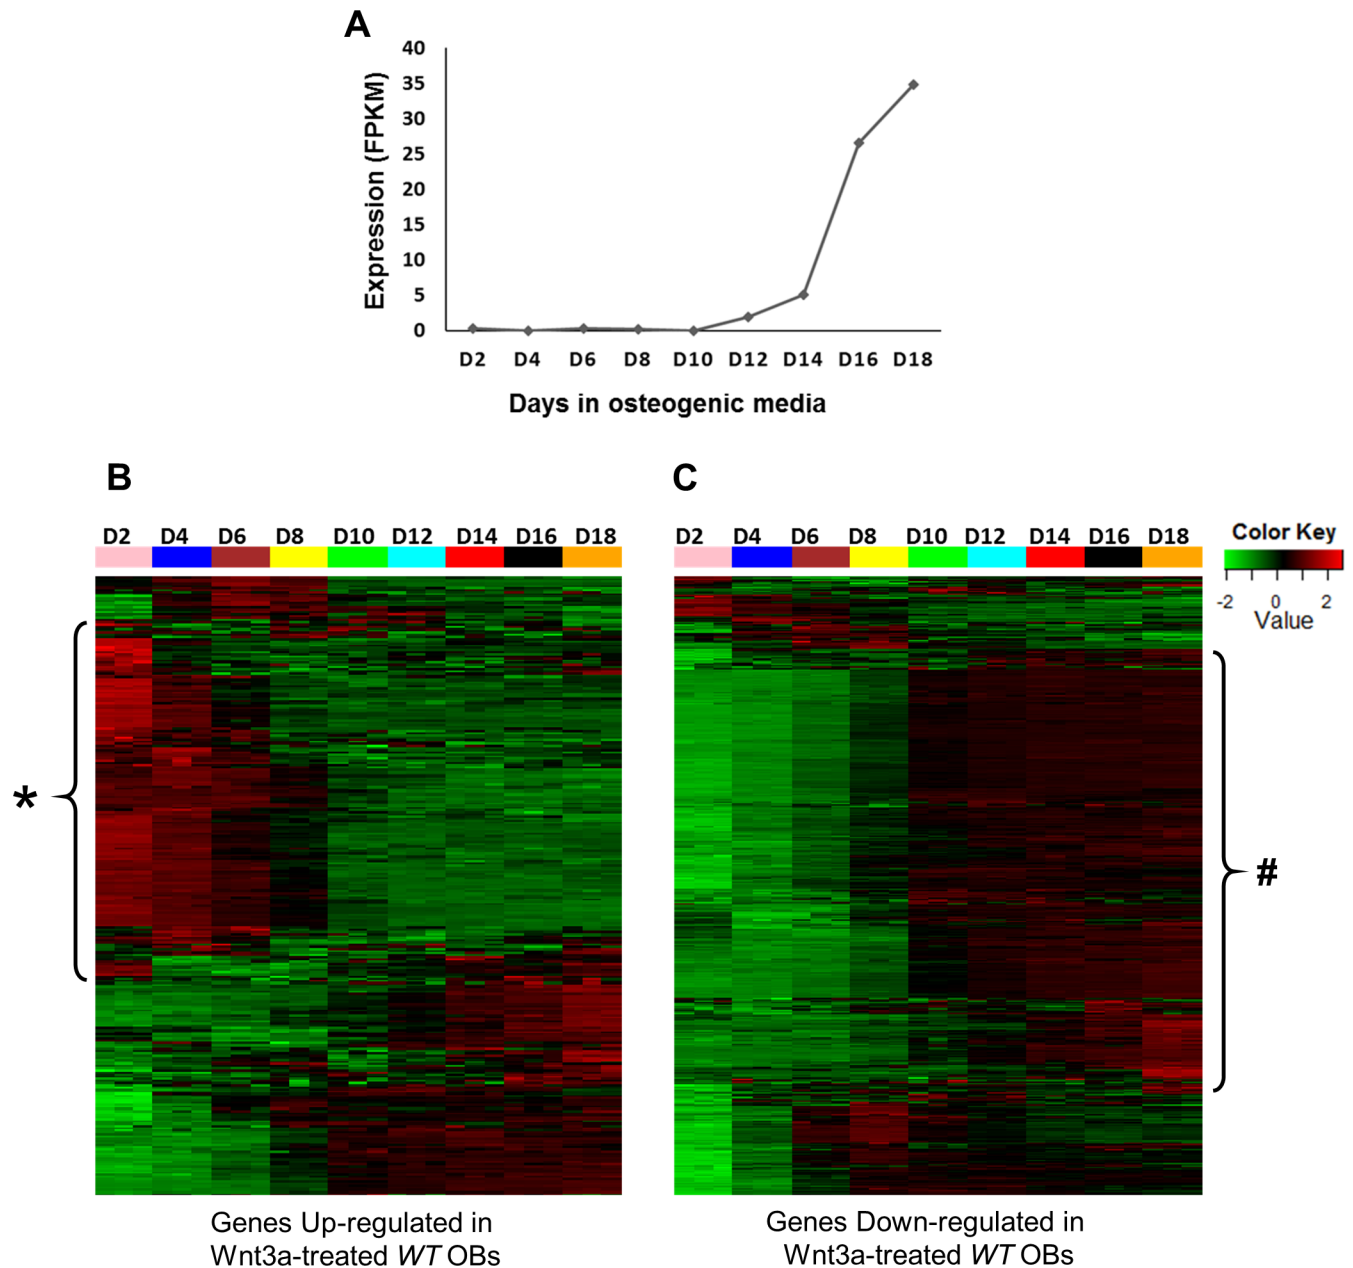 A
40
35
30
25
20
15
10
5
0
Expression (FPKM)
D2 D4 D6 D8 D10 D12 D14 D16 D18
Days in osteogenic media
B
D2 D4 D6 D8 D10 D12 D14 D16 D18
*
Genes Up-regulated in
Wnt3a-treated WT OBs
C
D2 D4 D6 D8 D10 D12 D14 D16 D18
#
Genes Down-regulated in
Wnt3a-treated WT OBs
Color Key
-2 0 2
Value